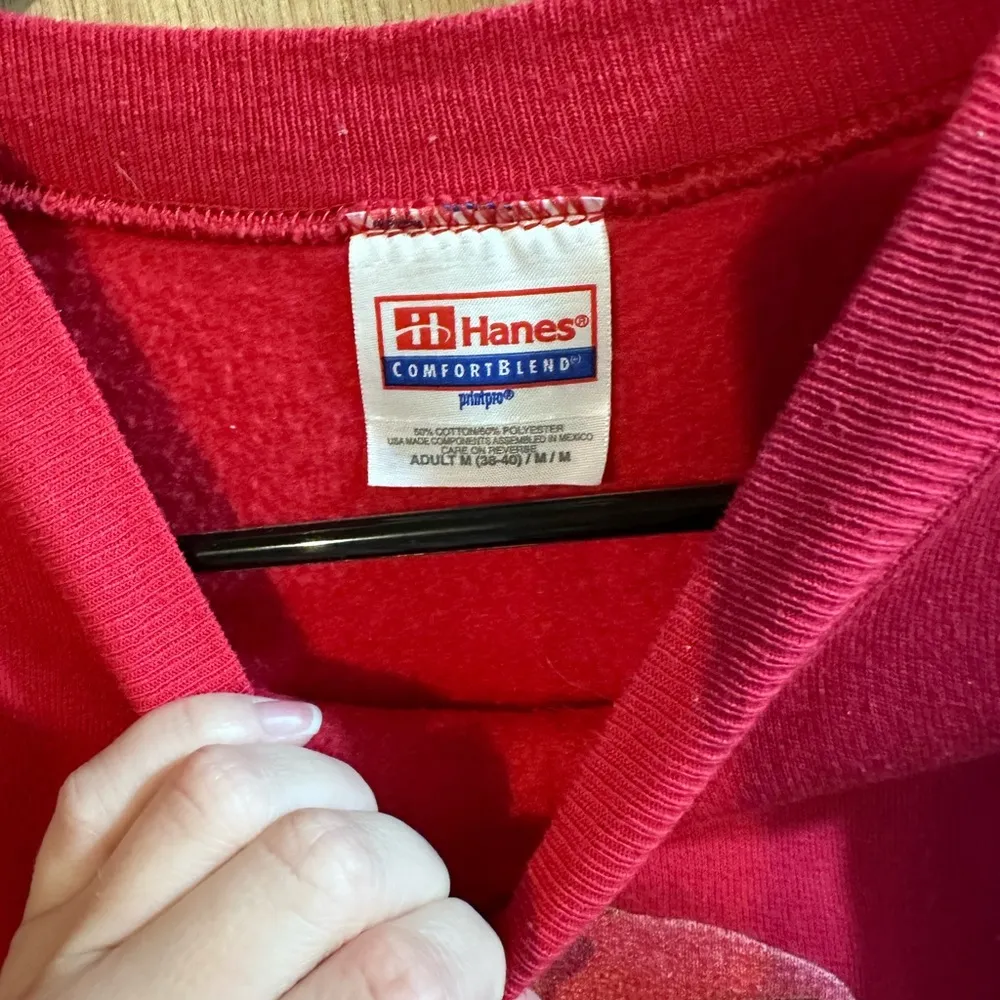 Hanes®
COMFORTBLEND
printpro®
50% COTTON/50% POLYESTER
USA MADE COMPONENTS ASSEMBLED IN MEXICO
CARE ON REVERSE
ADULT M (38-40) / M / M